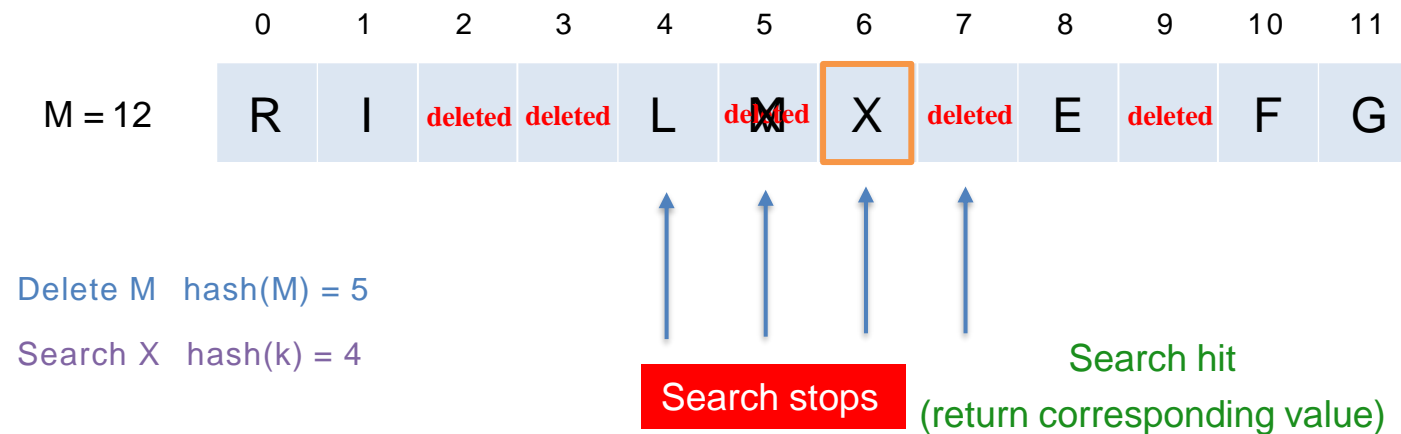 0 1 2 3 4 5 6 7 8 9 10 11
M = 12 R I deleted deleted L deleted X deleted E deleted F G
Delete M hash(M) = 5
Search X hash(k) = 4
Search stops
Search hit
(return corresponding value)